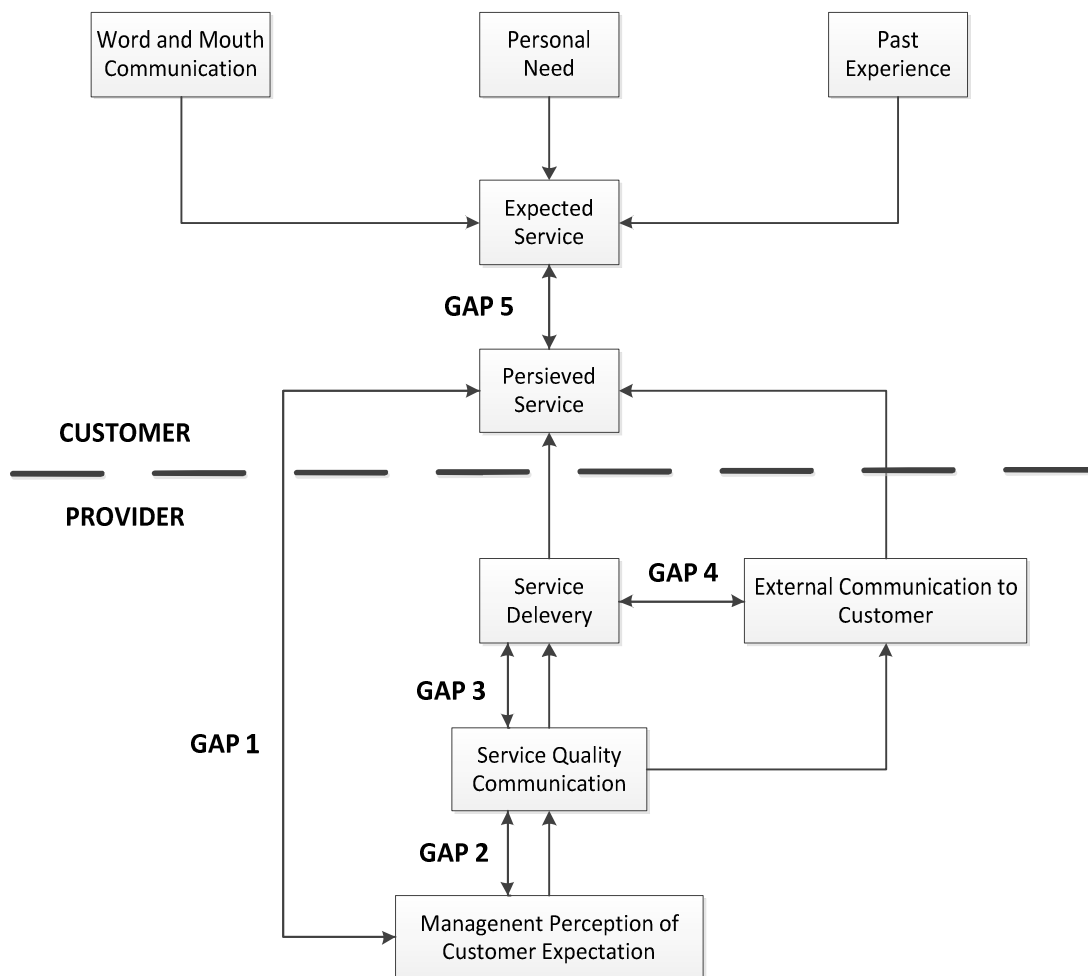 Word and Mouth
Communication
Personal
Need
Past
Experience
Expected
Service
GAP 5
Persieved
Service
CUSTOMER
PROVIDER
Service
Delevery
GAP 4
External Communication to
Customer
GAP 3
GAP 1
Service Quality
Communication
GAP 2
Managenent Perception of
Customer Expectation